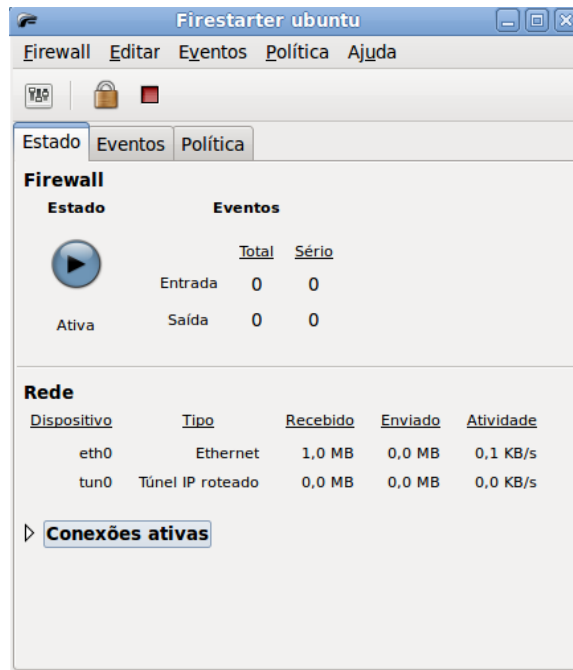 Firestarter ubuntu
Firewall Editar Eventos Política Ajuda
Estado Eventos Política
Firewall
Estado Eventos
Total Sério
Entrada 0 0
Ativa Saída 0 0
Rede
Dispositivo Tipo Recebido Enviado Atividade
eth0 Ethernet 1,0 MB 0,0 MB 0,1 KB/s
tun0 Túnel IP roteado 0,0 MB 0,0 MB 0,0 KB/s
Conexões ativas